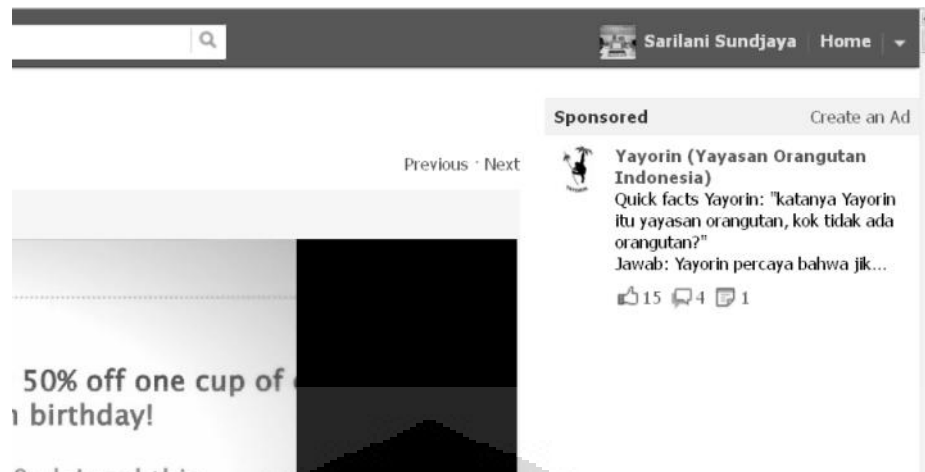 Sarilani Sundjaya Home
Sponsored Create an Ad
Previous · Next
Yayorin (Yayasan Orangutan
Indonesia)
Quick facts Yayorin: "katanya Yayorin
itu yayasan orangutan, kok tidak ada
orangutan?"
Jawab: Yayorin percaya bahwa jik...
15 4 1
50% off one cup of
birthday!